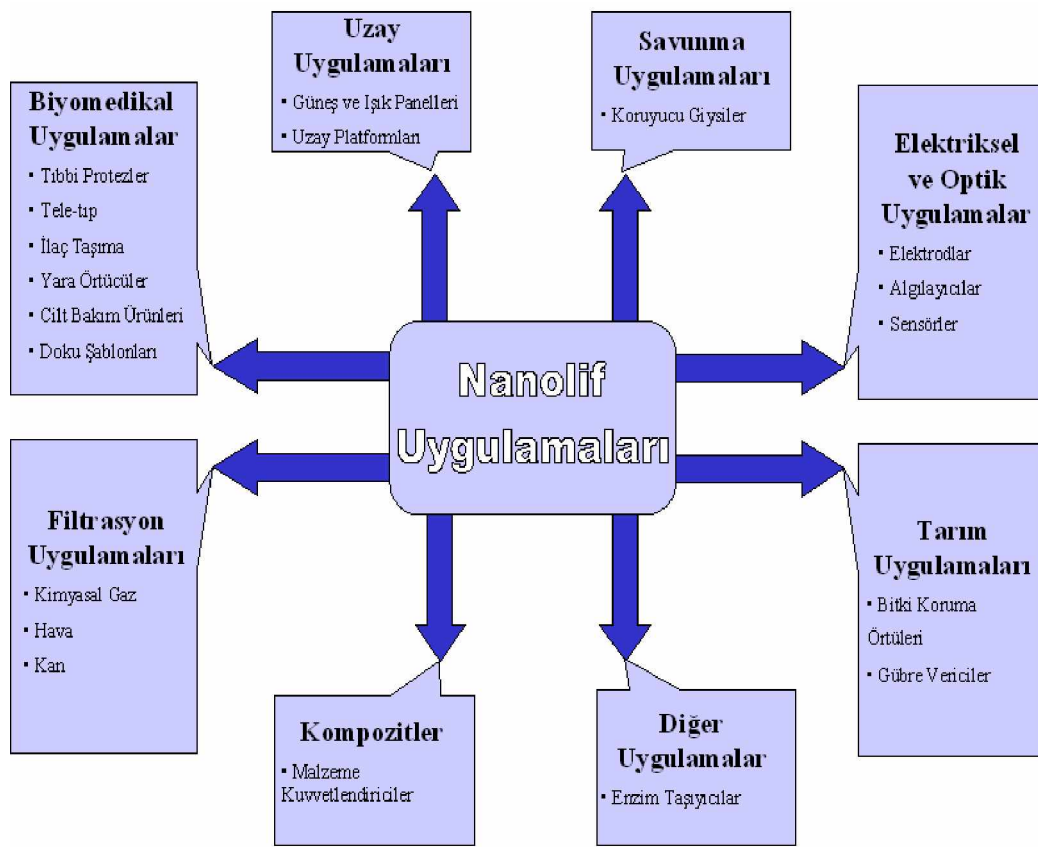 Uzay
Uygulamaları
▪ Güneş ve Işık Panelleri
▪ Uzay Platformları
Savunma
Uygulamaları
▪ Koruyucu Giysiler
Biyomedikal
Uygulamalar
▪ Tıbbi Protezler
▪ Tele-tıp
▪ İlaç Taşıma
▪ Yara Örtücüler
▪ Cilt Bakım Ürünleri
▪ Doku Şablonları
Elektriksel
ve Optik
Uygulamalar
▪ Elektrodlar
▪ Algılayıcılar
▪ Sensörler
Nanolif
Uygulamaları
Filtrasyon
Uygulamaları
▪ Kimyasal Gaz
▪ Hava
▪ Kan
Tarım
Uygulamaları
▪ Bitki Koruma
Örtüleri
▪ Gübre Vericiler
Kompozitler
▪ Malzeme
Kuvvetlendiriciler
Diğer
Uygulamalar
▪ Enzim Taşıyıcılar